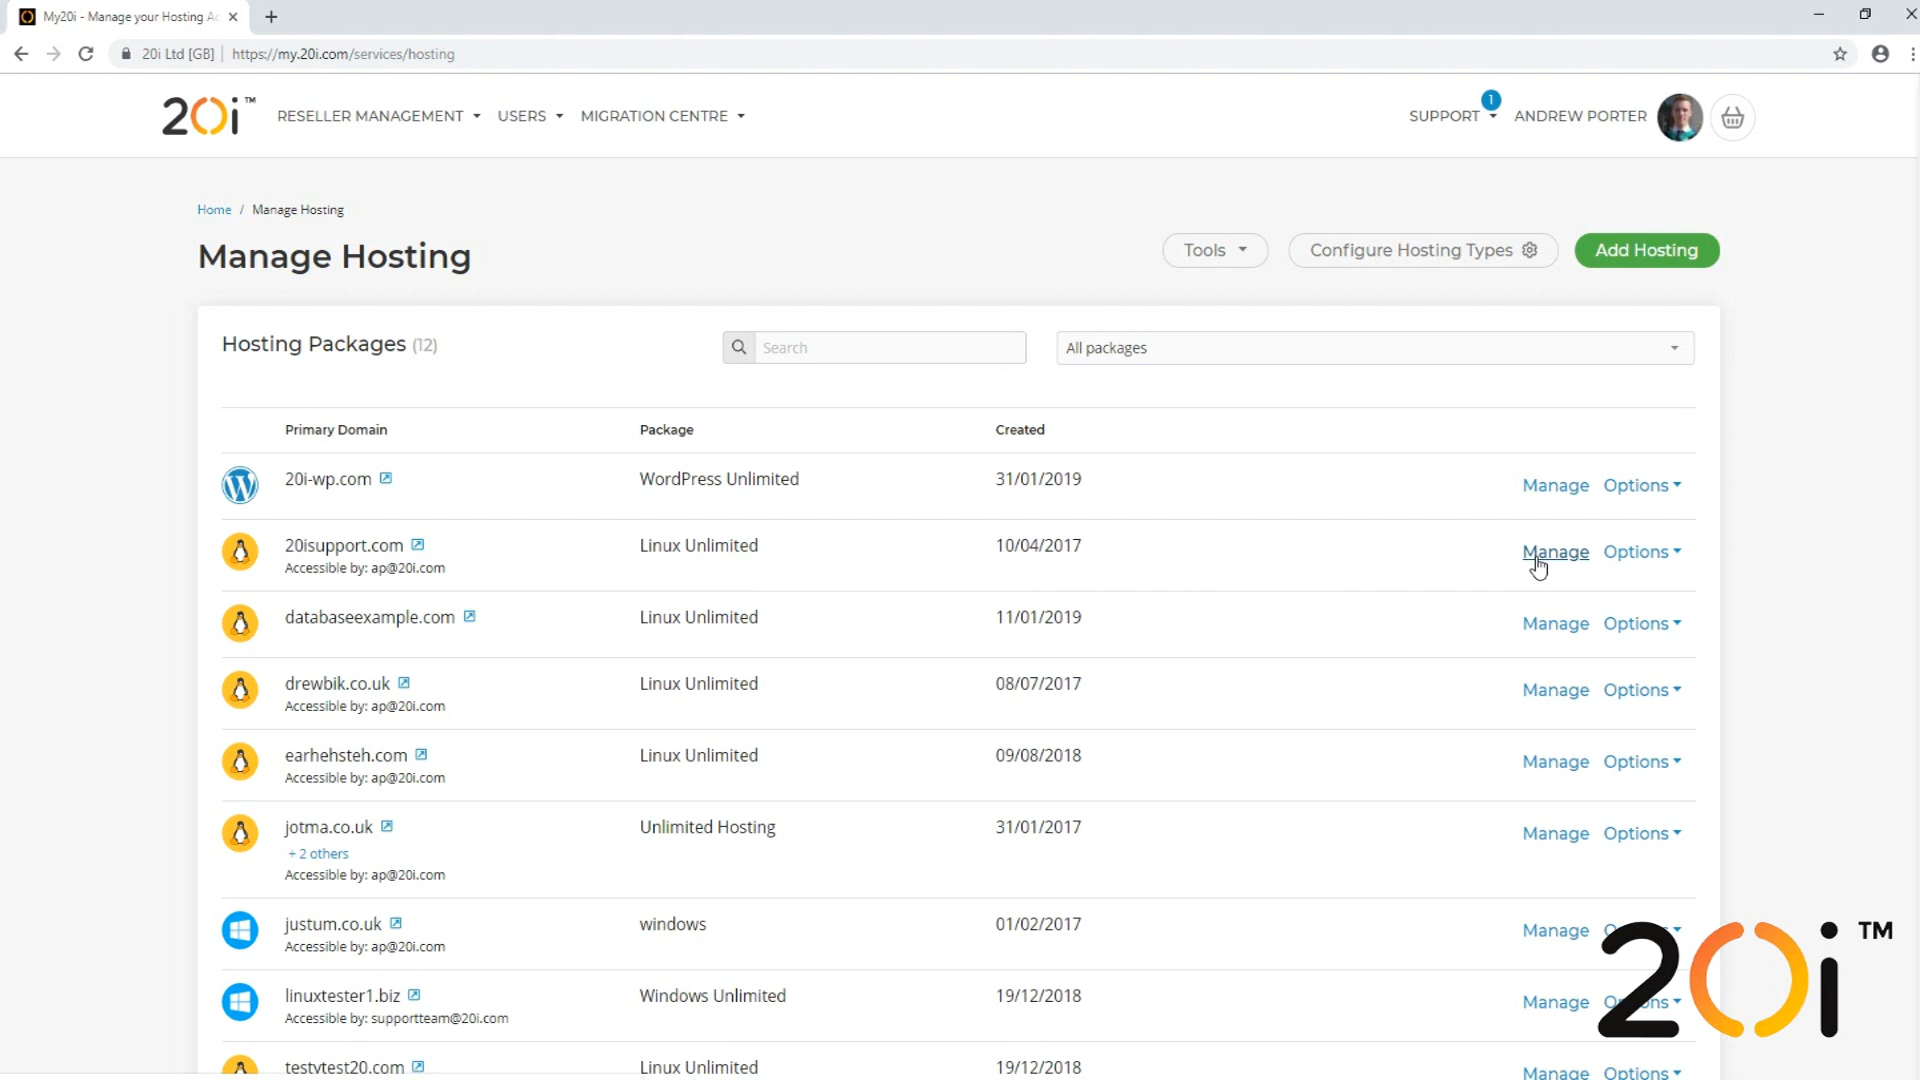 My20i - Manage your Hosting Ac
20i Ltd [GB] https://my.20i.com/services/hosting
20i™ RESELLER MANAGEMENT USERS MIGRATION CENTRE SUPPORT 1 ANDREW PORTER
Home / Manage Hosting
Manage Hosting Tools Configure Hosting Types Add Hosting
Hosting Packages (12) Search All packages
Primary Domain Package Created
20i-wp.com WordPress Unlimited 31/01/2019 Manage Options
20isupport.com Linux Unlimited 10/04/2017 Manage Options
Accessible by: ap@20i.com
databaseexample.com Linux Unlimited 11/01/2019 Manage Options
drewbik.co.uk Linux Unlimited 08/07/2017 Manage Options
Accessible by: ap@20i.com
earhehsteh.com Linux Unlimited 09/08/2018 Manage Options
Accessible by: ap@20i.com
jotma.co.uk Unlimited Hosting 31/01/2017 Manage Options
+ 2 others
Accessible by: ap@20i.com
justum.co.uk windows 01/02/2017 Manage
Accessible by: ap@20i.com
linuxtester1.biz Windows Unlimited 19/12/2018 Manage Options
Accessible by: supportteam@20i.com
testytest20.com Linux Unlimited 19/12/2018 Manage Options
20i™